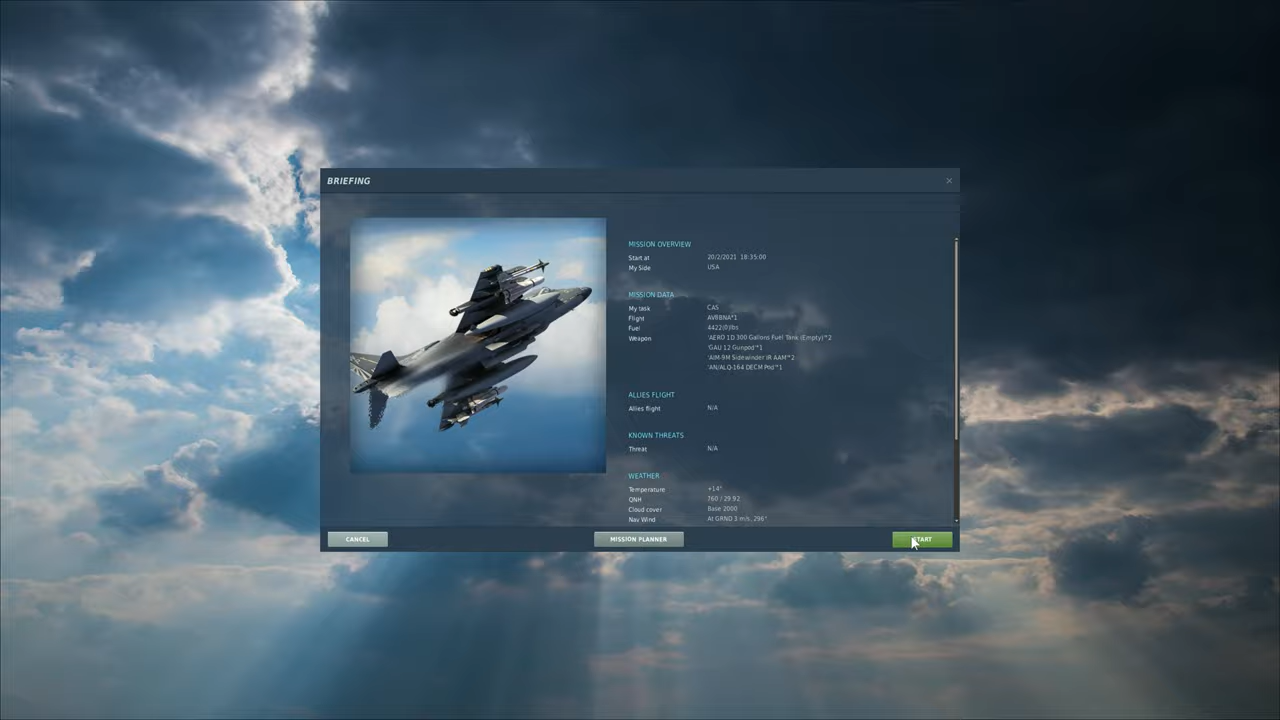 BRIEFING
MISSION OVERVIEW
Start at 20/2/2021 18:35:00
My Side USA
MISSION DATA
My task CAS
Flight AV8BNA*1
Fuel 4422(0)lbs
Weapon 'AERO 1D 300 Gallons Fuel Tank (Empty)'*2
'GAU 12 Gunpod'*1
'AIM-9M Sidewinder IR AAM'*2
'AN/ALQ-164 DECM Pod'*1
ALLIES FLIGHT
Allies flight N/A
KNOWN THREATS
Threat N/A
WEATHER
Temperature +14°
QNH 760 / 29.92
Cloud cover Base 2000
Nav Wind At GRND 3 m/s, 296°
CANCEL MISSION PLANNER START